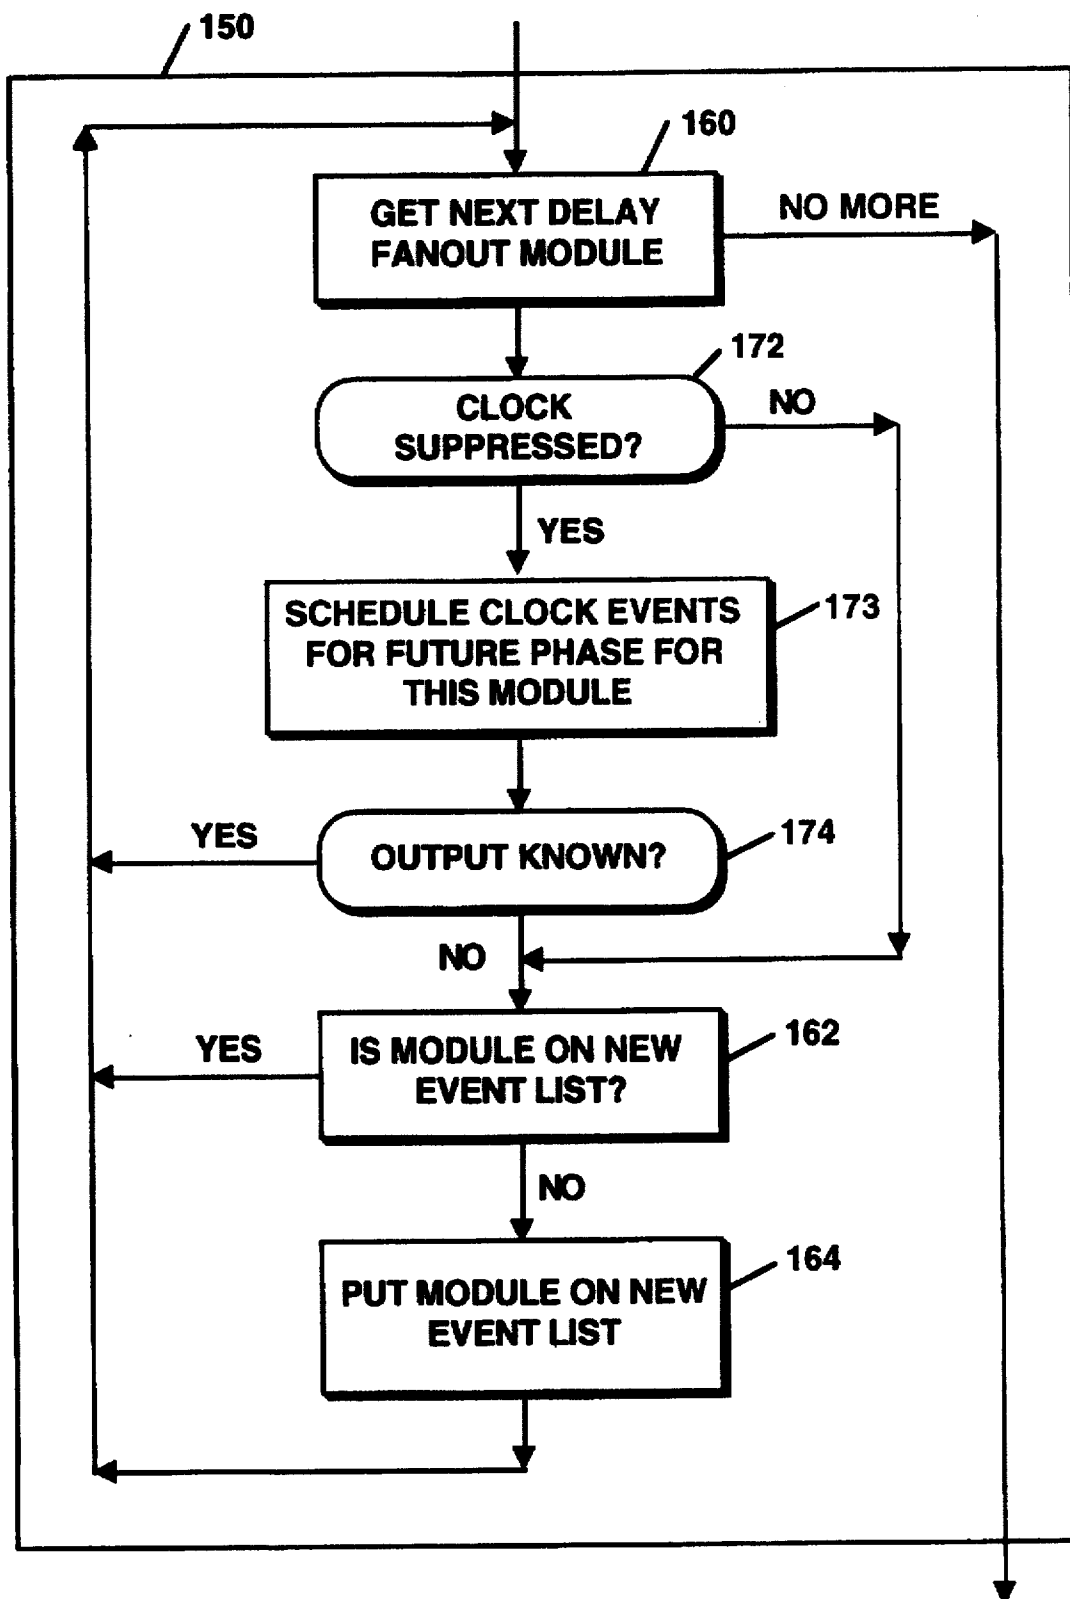 150
160
GET NEXT DELAY
FANOUT MODULE
NO MORE
172
CLOCK
SUPPRESSED?
NO
YES
SCHEDULE CLOCK EVENTS
FOR FUTURE PHASE FOR
THIS MODULE
173
YES
OUTPUT KNOWN?
174
NO
YES
IS MODULE ON NEW
EVENT LIST?
162
NO
PUT MODULE ON NEW
EVENT LIST
164